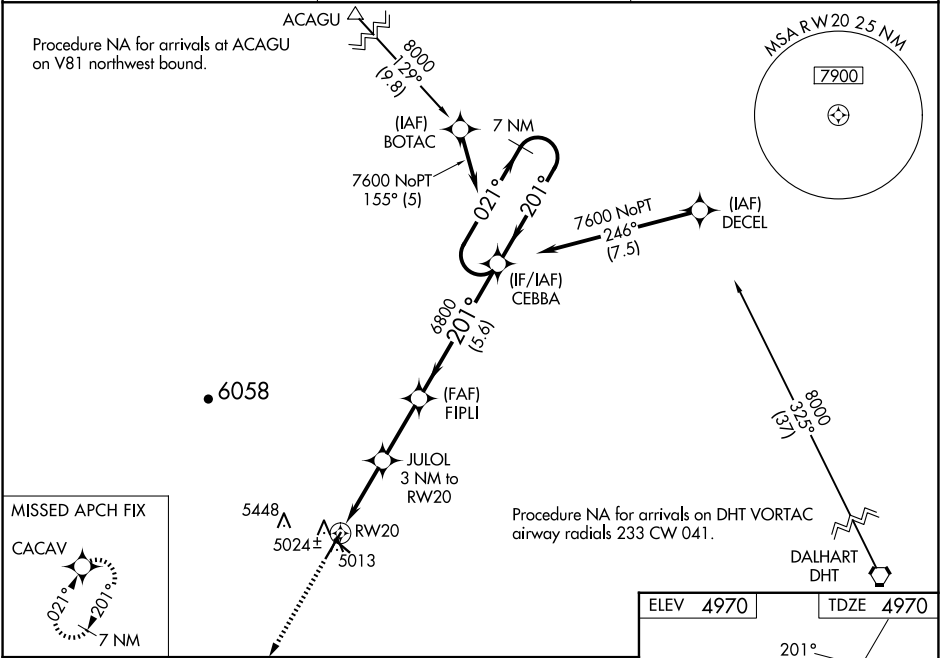 ACAGU
Procedure NA for arrivals at ACAGU
on V81 northwest bound.
8000
129°
(9.8)
MSA RW20 25 NM
7900
(IAF)
BOTAC
7 NM
7600 NoPT
155° (5)
021°
201°
7600 NoPT
246°
(7.5)
(IAF)
DECEL
(IF/IAF)
CEBBA
6800
201°
(5.6)
6058
(FAF)
FIPLI
8000
325°
(37)
JULOL
3 NM to
RW20
MISSED APCH FIX
CACAV
021°
201°
7 NM
5448
5024±
RW20
5013
Procedure NA for arrivals on DHT VORTAC
airway radials 233 CW 041.
DALHART
DHT
ELEV 4970
TDZE 4970
201°